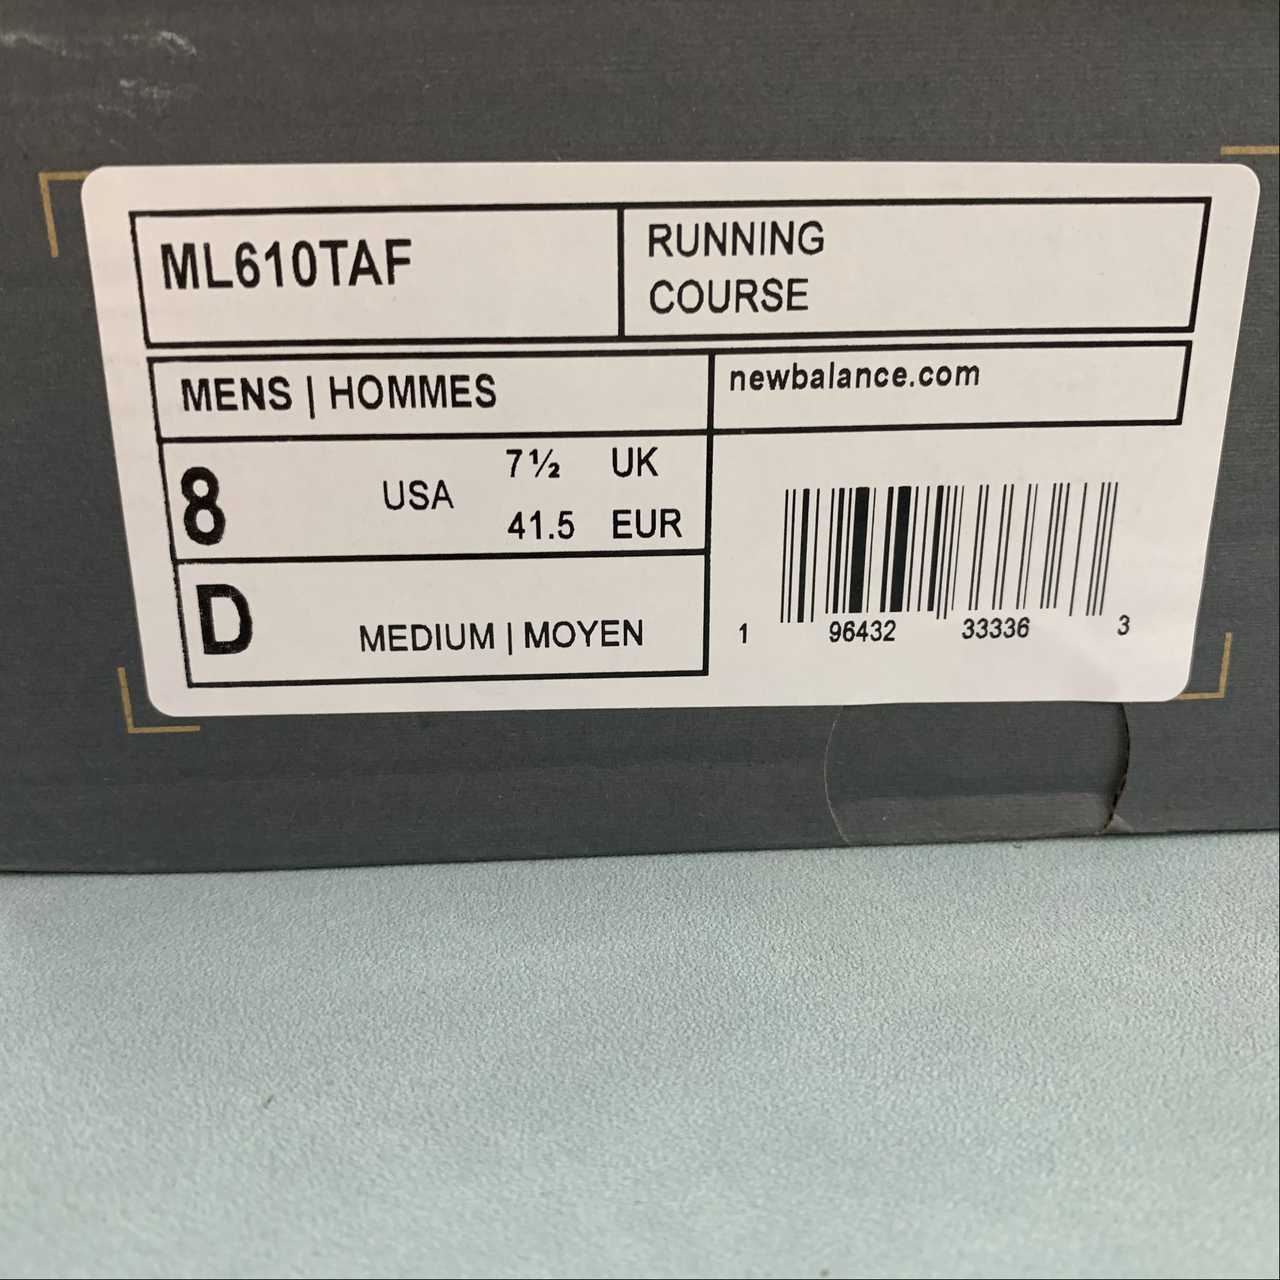 ML610TAF
RUNNING
COURSE
MENS | HOMMES
newbalance.com
8 USA
7½ UK
41.5 EUR
D MEDIUM | MOYEN
1 96432 33336 3